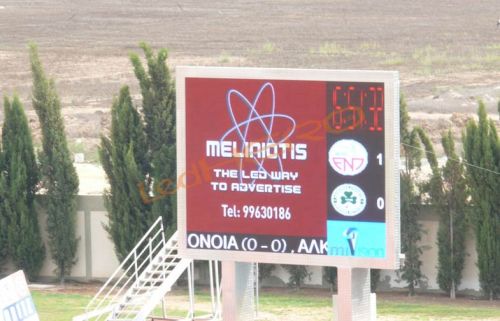 MELINIOTIS
THE LED WAY
TO ADVERTISE
Tel: 99630186
1
0
ΟΝΟΙΑ (0 - 0) , ΑΛΚ